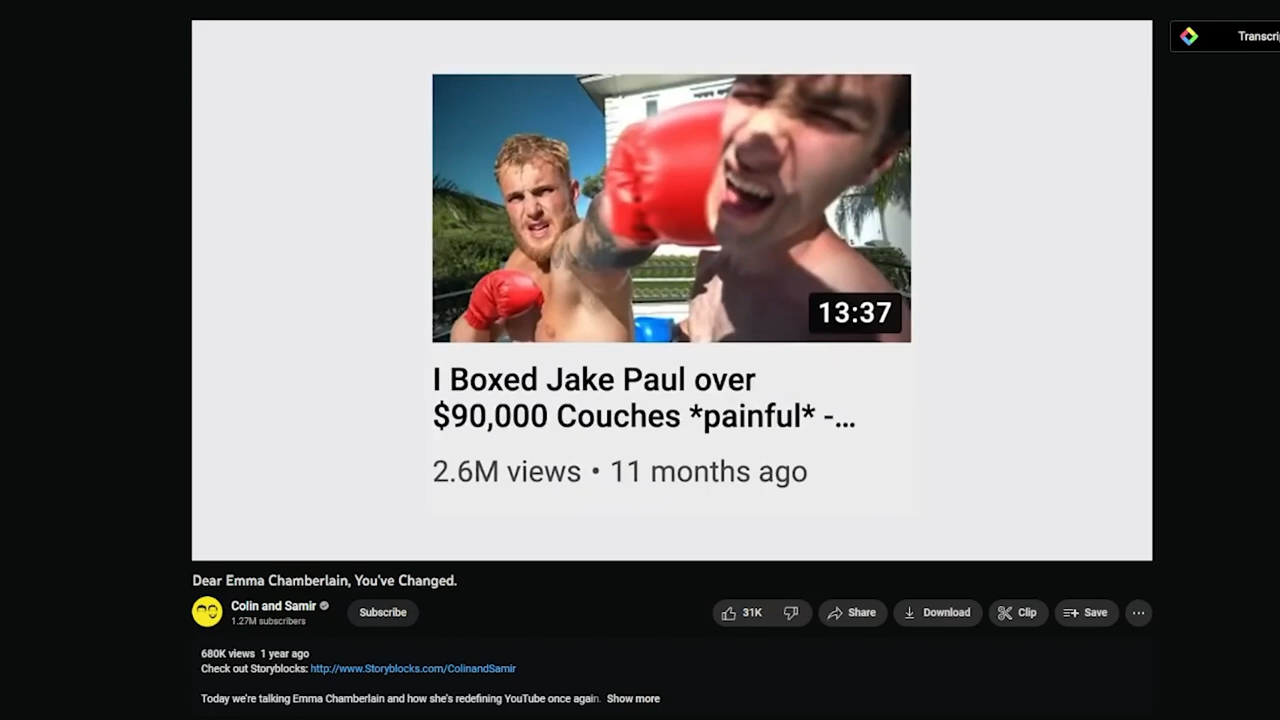 Transcri
13:37
I Boxed Jake Paul over
$90,000 Couches *painful* -...
2.6M views • 11 months ago
Dear Emma Chamberlain, You've Changed.
Colin and Samir
1.27M subscribers
Subscribe
31K
Share
Download
Clip
Save
680K views 1 year ago
Check out Storyblocks: http://www.Storyblocks.com/ColinandSamir
Today we're talking Emma Chamberlain and how she's redefining YouTube once again. Show more